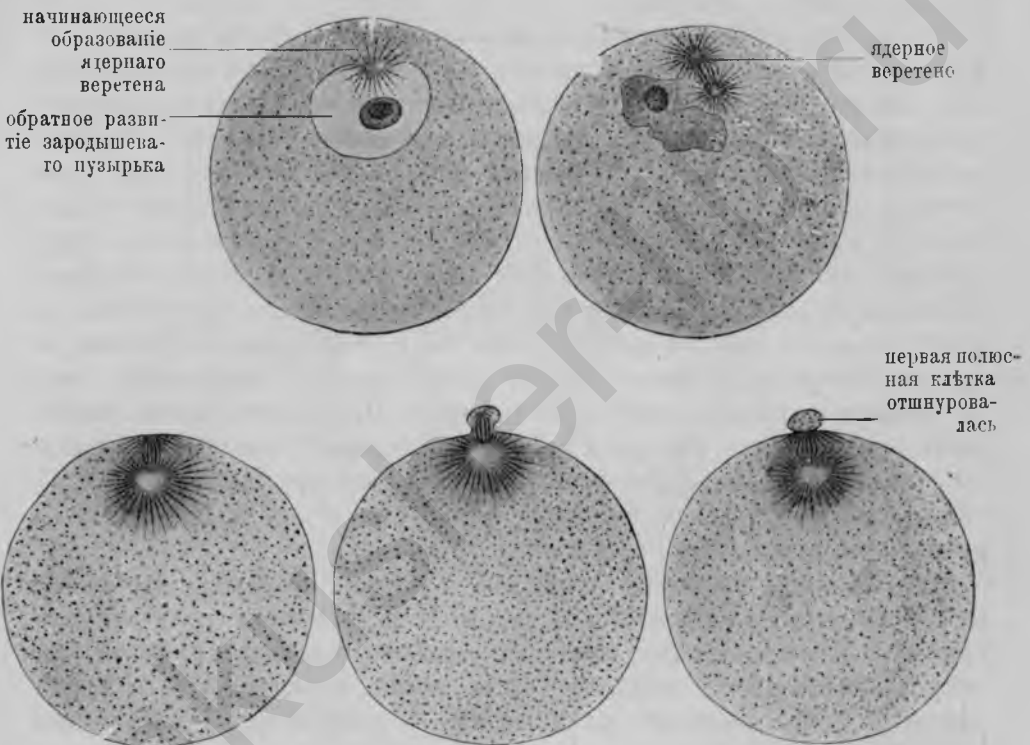 начинающееся
образованіе
ядернаго
веретена
обратное разви-
тіе зародышева-
го пузырька
ядерное
веретено
первая полюс-
ная клѣтка
отшнурова-
лась